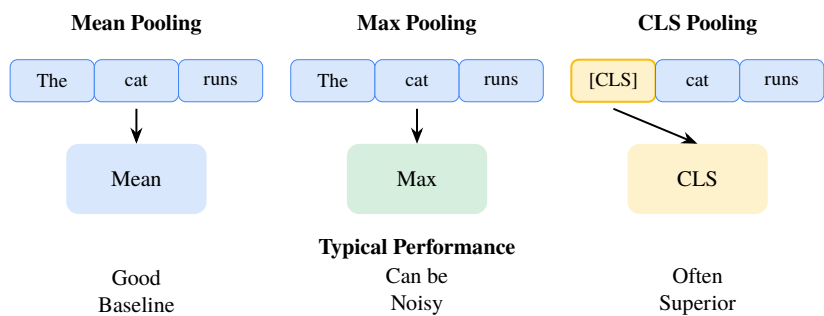 Mean Pooling
The cat runs
Mean
Max Pooling
The cat runs
Max
CLS Pooling
[CLS] cat runs
CLS
Typical Performance
Good
Baseline
Can be
Noisy
Often
Superior